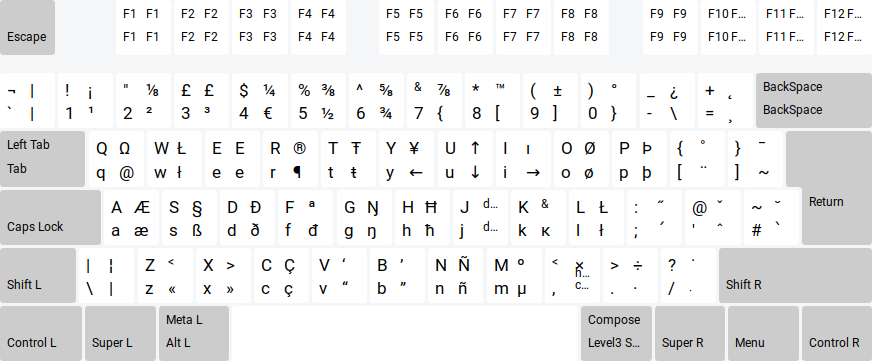 F1 F1 F2 F2 F3 F3 F4 F4 F5 F5 F6 F6 F7 F7 F8 F8 F9 F9 F10 F… F11 F… F12 F…
Escape F1 F1 F2 F2 F3 F3 F4 F4 F5 F5 F6 F6 F7 F7 F8 F8 F9 F9 F10 F… F11 F… F12 F…
¬ | ! ¡ " ⅛ £ £ $ ¼ % ⅜ ^ ⅝ & ⅞ * ™ ( ± ) ° _ ¿ + ˛ BackSpace
` | 1 ¹ 2 ² 3 ³ 4 € 5 ½ 6 ¾ 7 { 8 [ 9 ] 0 } - \ = ¸ BackSpace
Left Tab Q Ω W Ł E E R ® T Ŧ Y ¥ U ↑ I ı O Ø P Þ { ° } ¯
Tab q @ w ł e e r ¶ t ŧ y ← u ↓ i → o ø p þ [ ¨ ] ~
Return
A Æ S § D Ð F ª G Ŋ H Ħ J d… K & L Ł : ˝ @ ˇ ~ ˘
Caps Lock a æ s ß d ð f đ g ŋ h ħ j d… k ĸ l ł ; ´ ' ^ # `
| ¦ Z < X > C Ç V ‘ B ’ N Ñ M º < × > ÷ ? ˙
Shift L \ | z « x » c ç v “ b ” n ñ m µ , h… c… . · / . Shift R
Meta L Compose
Control L Super L Alt L Level3 S… Super R Menu Control R